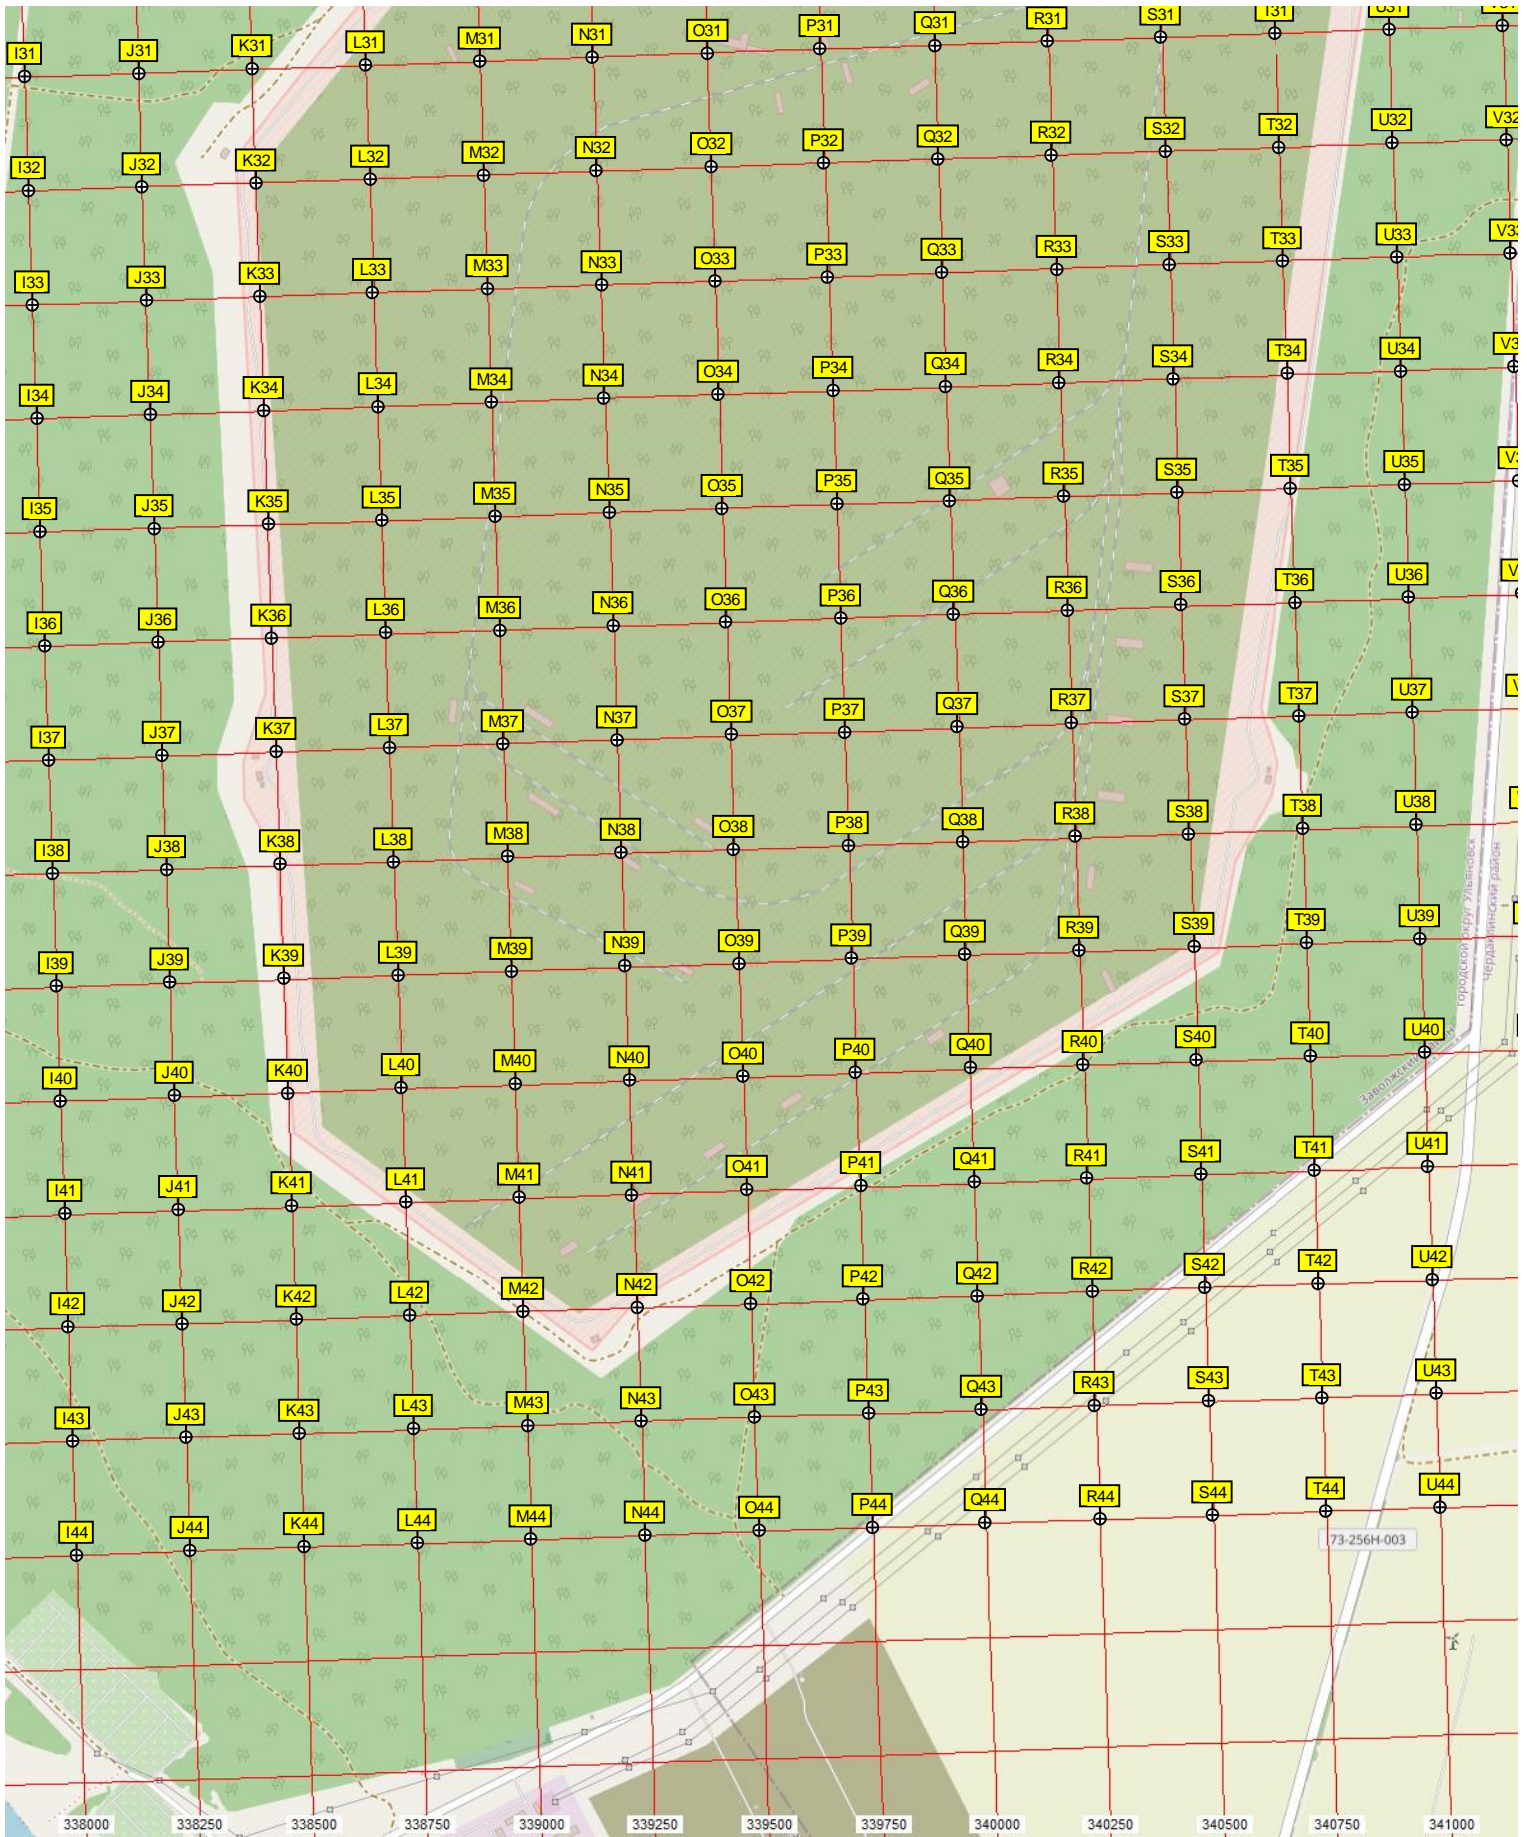 I31 J31 K31 L31 M31 N31 O31 P31 Q31 R31 S31 T31 U31
I32 J32 K32 L32 M32 N32 O32 P32 Q32 R32 S32 T32 U32 V32
I33 J33 K33 L33 M33 N33 O33 P33 Q33 R33 S33 T33 U33 V33
I34 J34 K34 L34 M34 N34 O34 P34 Q34 R34 S34 T34 U34 V3
I35 J35 K35 L35 M35 N35 O35 P35 Q35 R35 S35 T35 U35 V3
I36 J36 K36 L36 M36 N36 O36 P36 Q36 R36 S36 T36 U36 V
I37 J37 K37 L37 M37 N37 O37 P37 Q37 R37 S37 T37 U37 V
I38 J38 K38 L38 M38 N38 O38 P38 Q38 R38 S38 T38 U38
городской округ Ульяновск
Чердаклинский район
I39 J39 K39 L39 M39 N39 O39 P39 Q39 R39 S39 T39 U39
I40 J40 K40 L40 M40 N40 O40 P40 Q40 R40 S40 T40 U40
I41 J41 K41 L41 M41 N41 O41 P41 Q41 R41 S41 T41 U41
I42 J42 K42 L42 M42 N42 O42 P42 Q42 R42 S42 T42 U42
I43 J43 K43 L43 M43 N43 O43 P43 Q43 R43 S43 T43 U43
I44 J44 K44 L44 M44 N44 O44 P44 Q44 R44 S44 T44 U44
73-256Н-003
338000 338250 338500 338750 339000 339250 339500 339750 340000 340250 340500 340750 341000